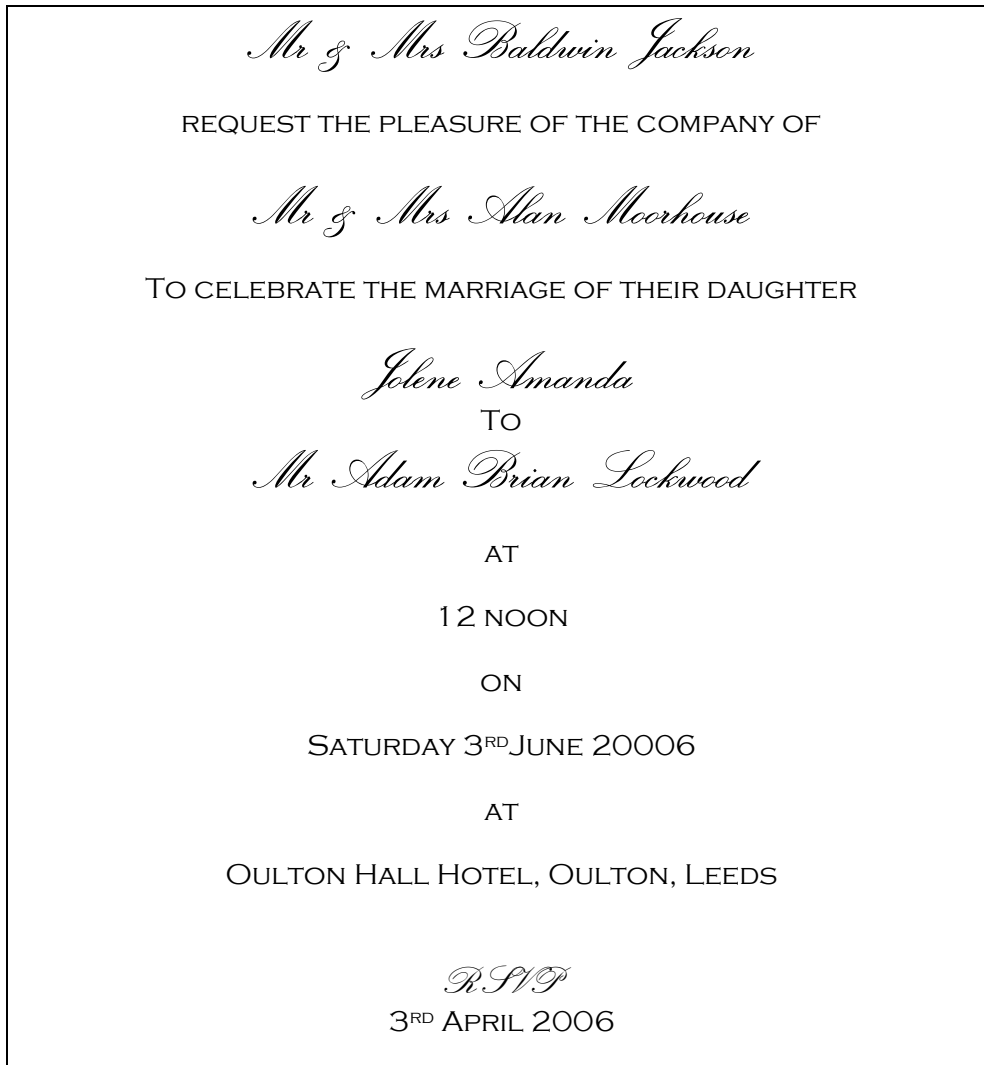 Mr & Mrs Baldwin Jackson
REQUEST THE PLEASURE OF THE COMPANY OF
Mr & Mrs Alan Moorhouse
TO CELEBRATE THE MARRIAGE OF THEIR DAUGHTER
Jolene Amanda
TO
Mr Adam Brian Lockwood
AT
12 NOON
ON
SATURDAY 3RD JUNE 20006
AT
OULTON HALL HOTEL, OULTON, LEEDS
RSVP
3RD APRIL 2006